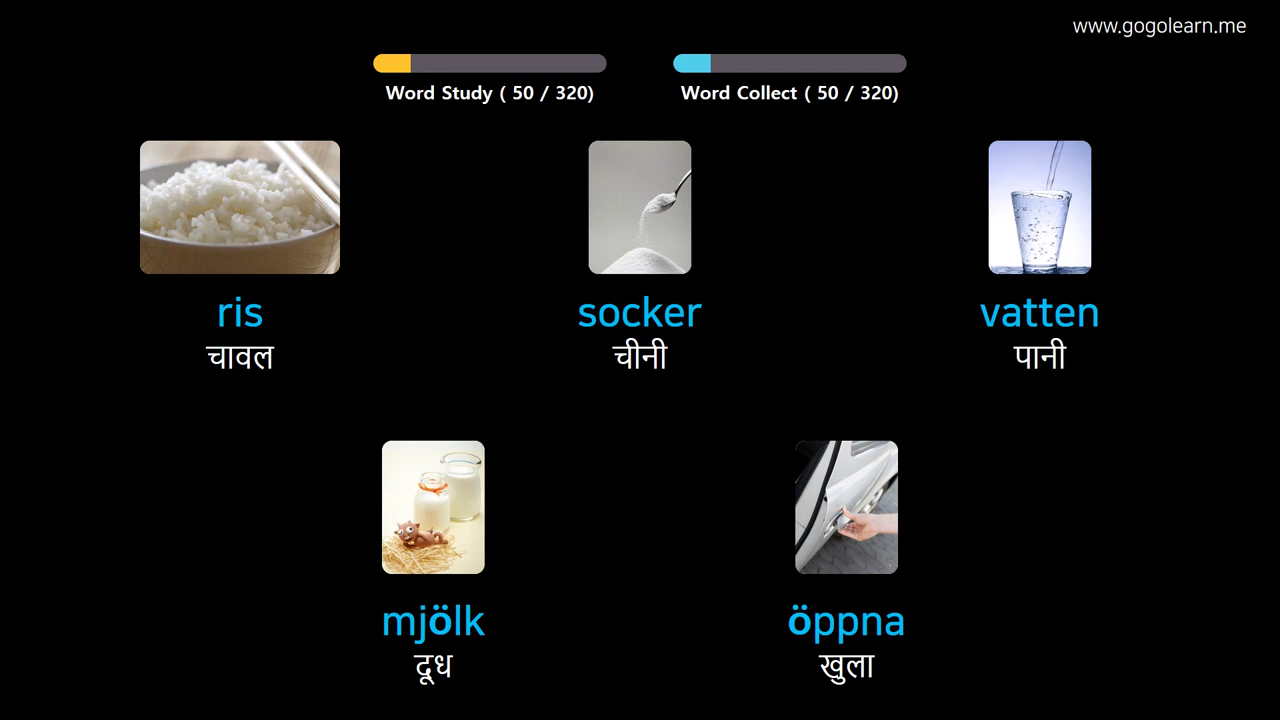 www.gogolearn.me
Word Study ( 50 / 320)
Word Collect ( 50 / 320)
ris
चावल
socker
चीनी
vatten
पानी
mjölk
दूध
öppna
खुला